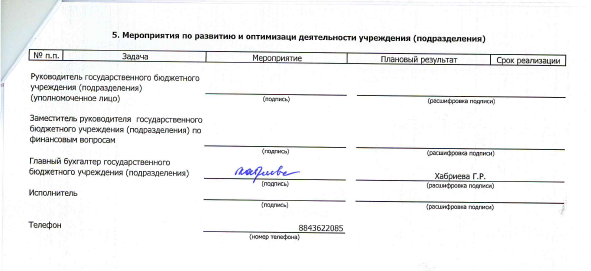 5. Мероприятия по развитию и оптимизаци деятельности учреждения (подразделения)
№ п.п. Задача Мероприятие Плановый результат Срок реализации
Руководитель государственного бюджетного
учреждения (подразделения)
(уполномоченное лицо)
(подпись) (расшифровка подписи)
Заместитель руководителя государственного
бюджетного учреждения (подразделения) по
финансовым вопросам
(подпись) (расшифровка подписи)
Главный бухгалтер государственного
бюджетного учреждения (подразделения) Хабриева Г.Р.
(подпись) (расшифровка подписи)
Исполнитель
(подпись) (расшифровка подписи)
Телефон 8843622085
(номер телефона)